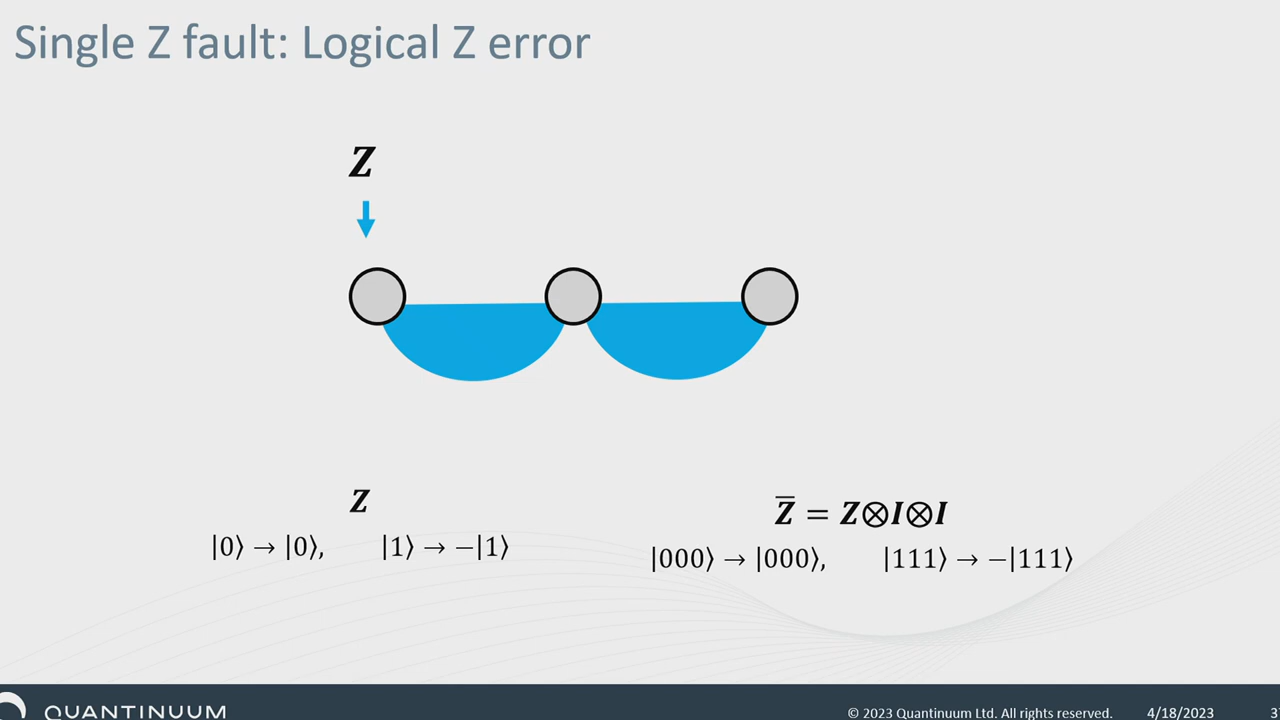 Single Z fault: Logical Z error
Z
Z
|0⟩ → |0⟩, |1⟩ → −|1⟩
Z̅ = Z⊗I⊗I
|000⟩ → |000⟩, |111⟩ → −|111⟩
QUANTINUUM
© 2023 Quantinuum Ltd. All rights reserved. 4/18/2023